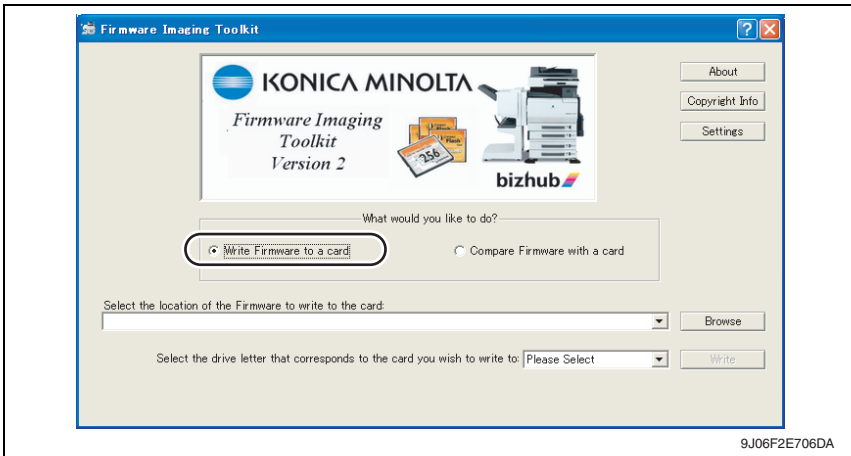 Firmware Imaging Toolkit
KONICA MINOLTA
Firmware Imaging
Toolkit
Version 2
256
bizhub
About
Copyright Info
Settings
What would you like to do?
Write Firmware to a card
Compare Firmware with a card
Select the location of the Firmware to write to the card:
Browse
Select the drive letter that corresponds to the card you wish to write to: Please Select
Write
9J06F2E706DA